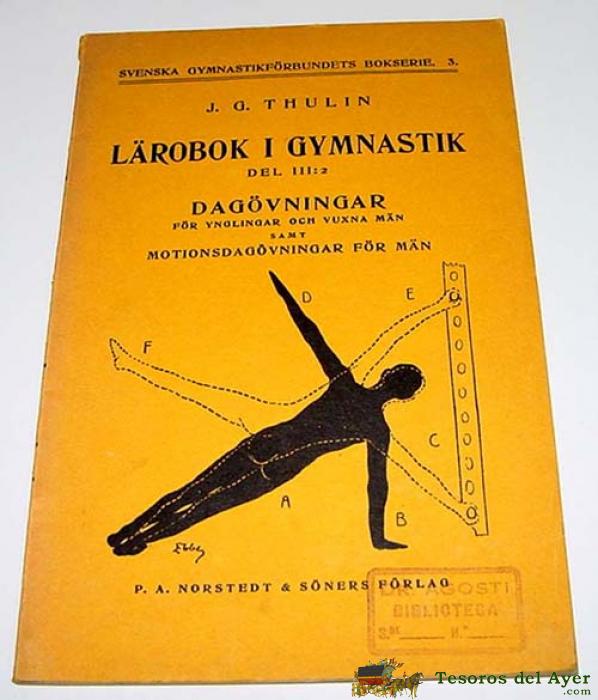 SVENSKA GYMNASTIKFÖRBUNDETS BOKSERIE. 3.
J. G. THULIN
LÄROBOK I GYMNASTIK
DEL III:2
DAGÖVNINGAR
FÖR YNGLINGAR OCH VUXNA MÄN
SAMT
MOTIONSDAGÖVNINGAR FÖR MÄN
D
E
F
C
A
B
Ebbe
P. A. NORSTEDT & SÖNERS FÖRLAG
DR. AGOSTI
BIBLIOTECA
N.º
Tesoros del Ayer
.com